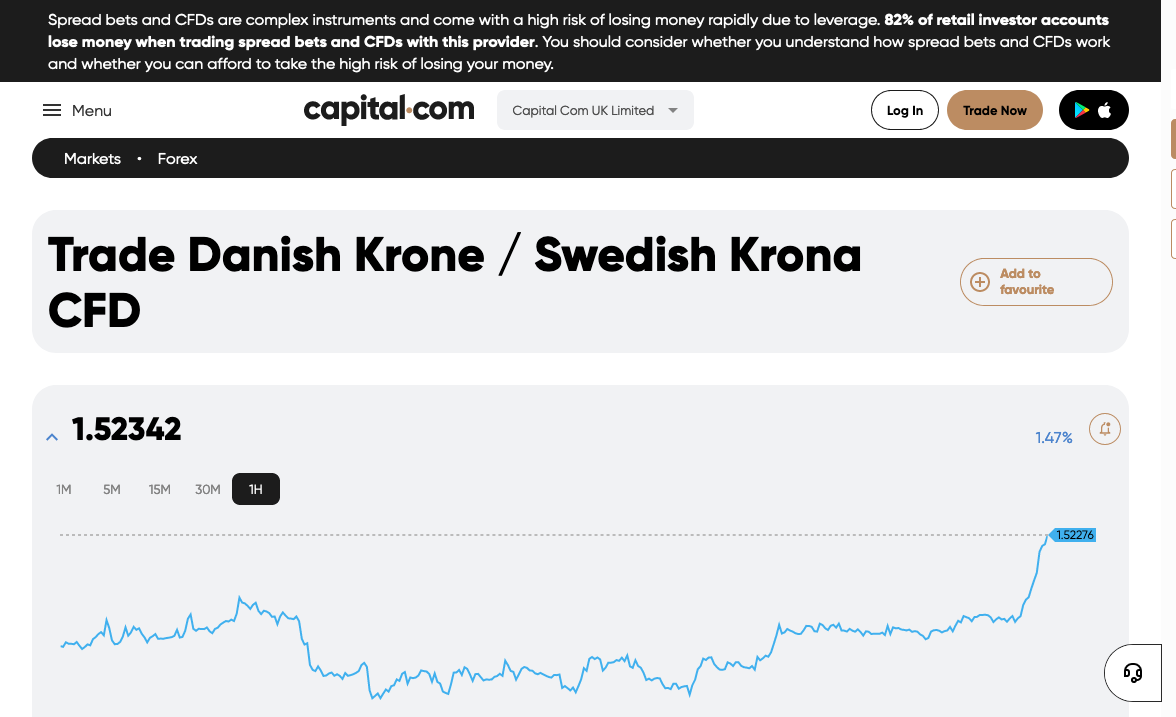 Spread bets and CFDs are complex instruments and come with a high risk of losing money rapidly due to leverage. 82% of retail investor accounts
lose money when trading spread bets and CFDs with this provider. You should consider whether you understand how spread bets and CFDs work
and whether you can afford to take the high risk of losing your money.
Menu
capital.com
Capital Com UK Limited
Log In
Trade Now
Markets • Forex
Trade Danish Krone / Swedish Krona
CFD
Add to
favourite
1.52342
1.47%
1M 5M 15M 30M 1H
1.52276